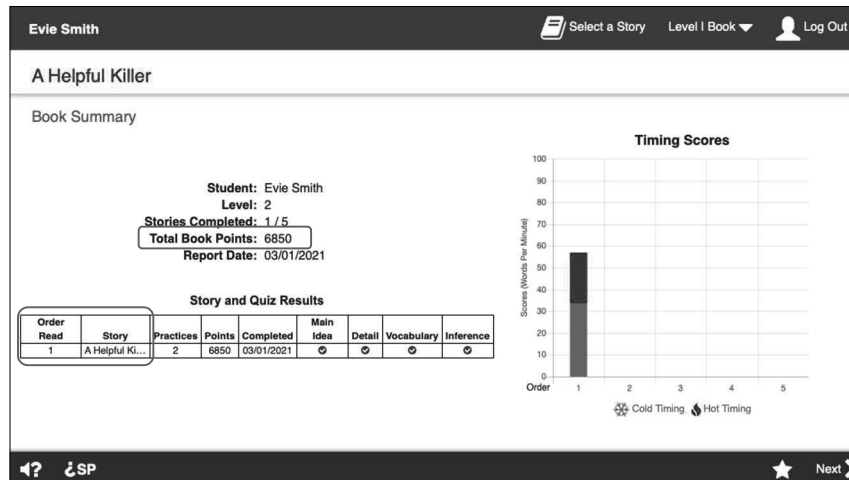 Evie Smith
Select a Story
Level I Book
Log Out
A Helpful Killer
Book Summary
Student: Evie Smith
Level: 2
Stories Completed: 1 / 5
Total Book Points: 6850
Report Date: 03/01/2021
Story and Quiz Results
Order Read Story Practices Points Completed Main Idea Detail Vocabulary Inference
1 A Helpful Ki... 2 6850 03/01/2021
Timing Scores
Scores (Words Per Minute)
100
90
80
70
60
50
40
30
20
10
0
Order 1 2 3 4 5
Cold Timing Hot Timing
? ¿SP
Next